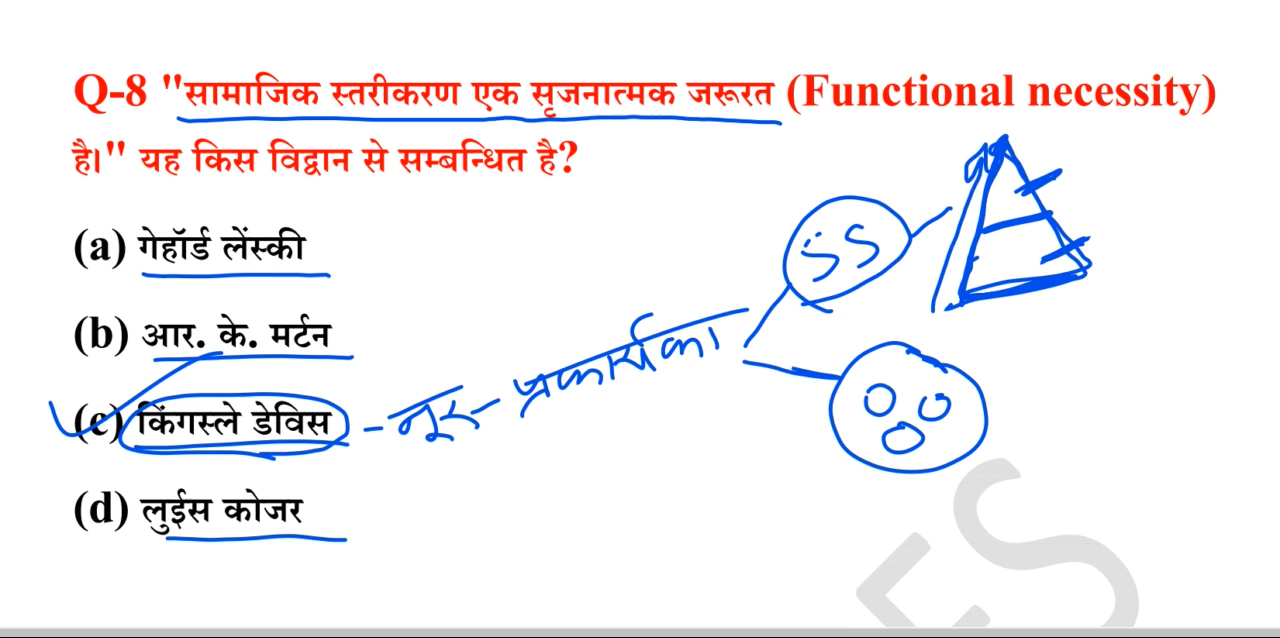 Q-8 "सामाजिक स्तरीकरण एक सृजनात्मक जरूरत (Functional necessity)
है।" यह किस विद्वान से सम्बन्धित है?
(a) गेहॉर्ड लेंस्की
(b) आर. के. मर्टन
(c) किंगस्ले डेविस
(d) लुईस कोजर
SS
ES